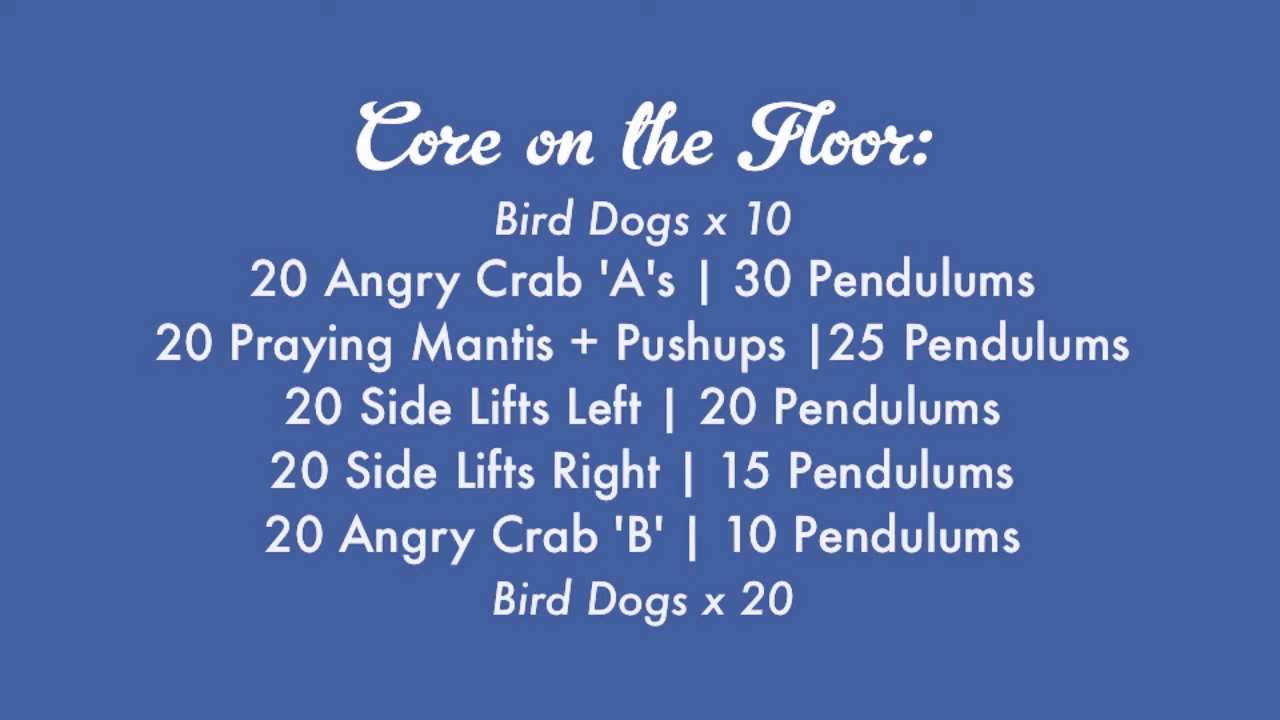 Core on the Floor:
Bird Dogs x 10
20 Angry Crab 'A's | 30 Pendulums
20 Praying Mantis + Pushups |25 Pendulums
20 Side Lifts Left | 20 Pendulums
20 Side Lifts Right | 15 Pendulums
20 Angry Crab 'B' | 10 Pendulums
Bird Dogs x 20